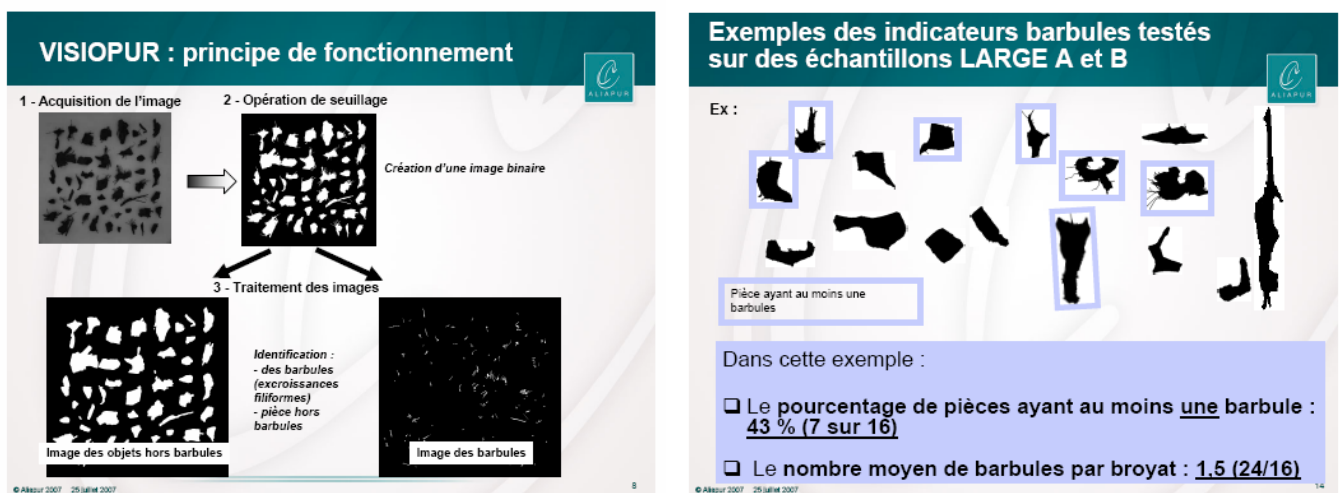 VISIOPUR : principe de fonctionnement
ALIAPUR
1 - Acquisition de l'image
2 - Opération de seuillage
Création d'une image binaire
3 - Traitement des images
Identification :
- des barbules
(excroissances
filiformes)
- pièce hors
barbules
Image des objets hors barbules
Image des barbules
© Aliapur 2007 25 juillet 2007
8
Exemples des indicateurs barbules testés
sur des échantillons LARGE A et B
ALIAPUR
Ex :
Pièce ayant au moins une
barbules
Dans cette exemple :
❑ Le pourcentage de pièces ayant au moins une barbule :
43 % (7 sur 16)
❑ Le nombre moyen de barbules par broyat : 1,5 (24/16)
© Aliapur 2007 25 juillet 2007
14